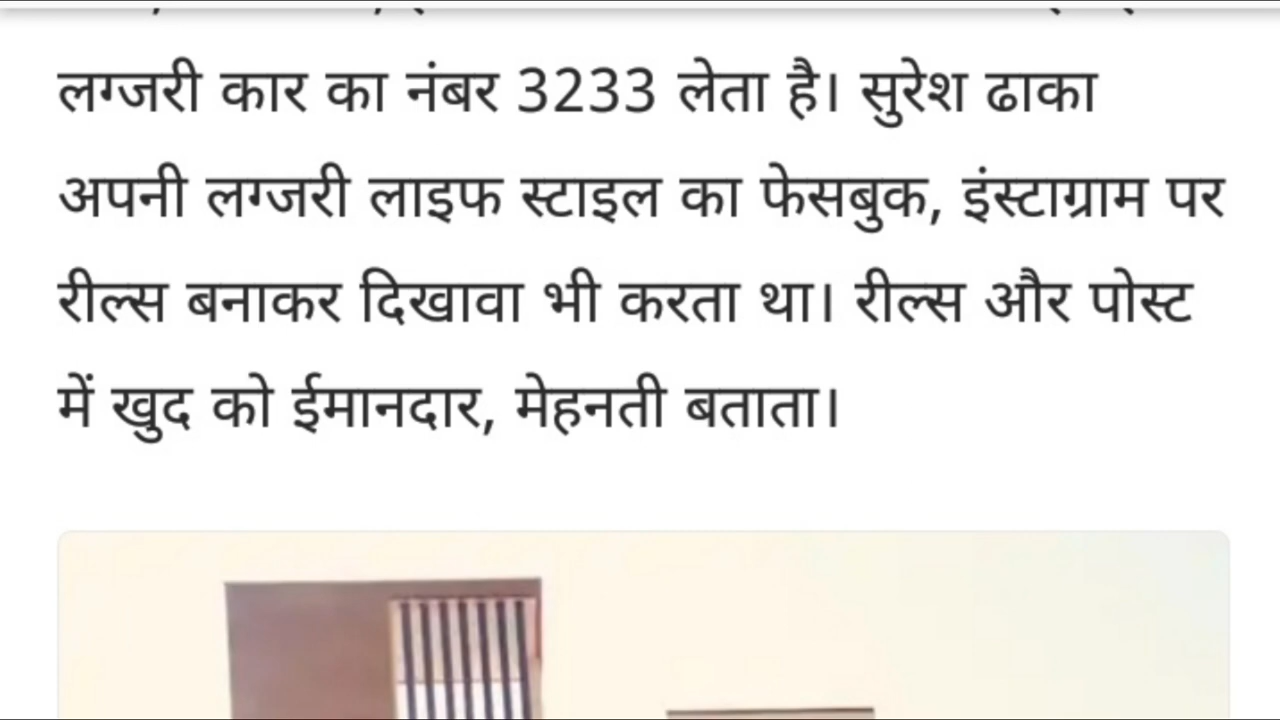 लग्जरी कार का नंबर 3233 लेता है। सुरेश ढाका
अपनी लग्जरी लाइफ स्टाइल का फेसबुक, इंस्टाग्राम पर
रील्स बनाकर दिखावा भी करता था। रील्स और पोस्ट
में खुद को ईमानदार, मेहनती बताता।